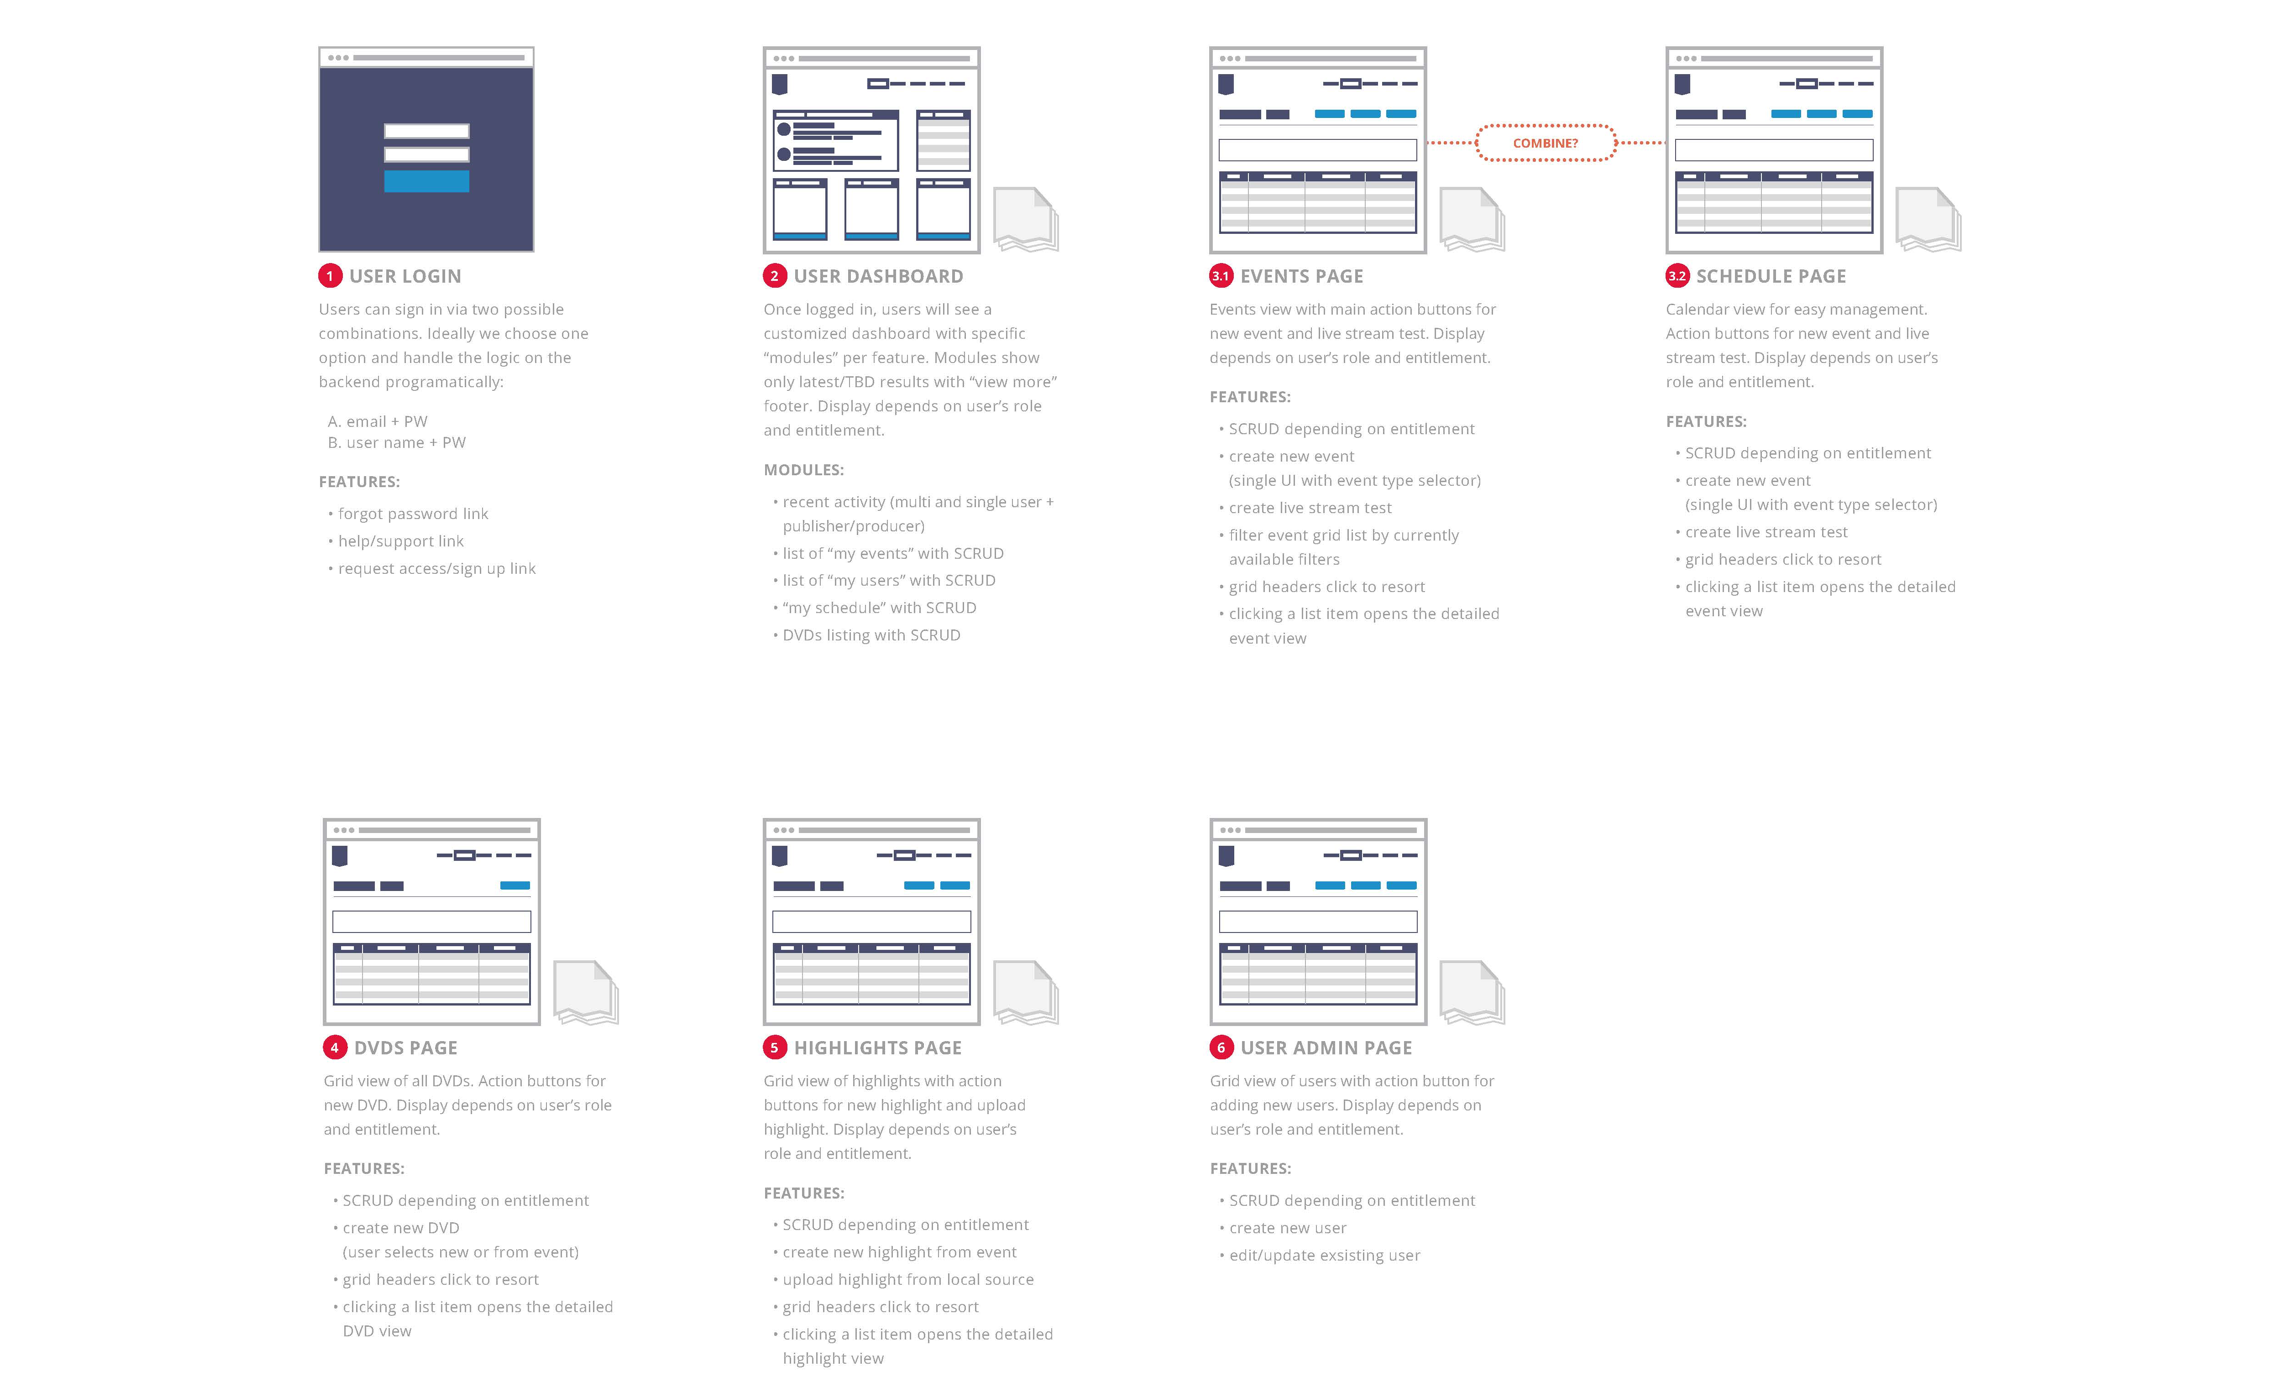 COMBINE?
1 USER LOGIN
Users can sign in via two possible
combinations. Ideally we choose one
option and handle the logic on the
backend programatically:
A. email + PW
B. user name + PW
FEATURES:
• forgot password link
• help/support link
• request access/sign up link
2 USER DASHBOARD
Once logged in, users will see a
customized dashboard with specific
“modules” per feature. Modules show
only latest/TBD results with “view more”
footer. Display depends on user’s role
and entitlement.
MODULES:
• recent activity (multi and single user +
publisher/producer)
• list of “my events” with SCRUD
• list of “my users” with SCRUD
• “my schedule” with SCRUD
• DVDs listing with SCRUD
3.1 EVENTS PAGE
Events view with main action buttons for
new event and live stream test. Display
depends on user’s role and entitlement.
FEATURES:
• SCRUD depending on entitlement
• create new event
(single UI with event type selector)
• create live stream test
• filter event grid list by currently
available filters
• grid headers click to resort
• clicking a list item opens the detailed
event view
3.2 SCHEDULE PAGE
Calendar view for easy management.
Action buttons for new event and live
stream test. Display depends on user’s
role and entitlement.
FEATURES:
• SCRUD depending on entitlement
• create new event
(single UI with event type selector)
• create live stream test
• grid headers click to resort
• clicking a list item opens the detailed
event view
4 DVDS PAGE
Grid view of all DVDs. Action buttons for
new DVD. Display depends on user’s role
and entitlement.
FEATURES:
• SCRUD depending on entitlement
• create new DVD
(user selects new or from event)
• grid headers click to resort
• clicking a list item opens the detailed
DVD view
5 HIGHLIGHTS PAGE
Grid view of highlights with action
buttons for new highlight and upload
highlight. Display depends on user’s
role and entitlement.
FEATURES:
• SCRUD depending on entitlement
• create new highlight from event
• upload highlight from local source
• grid headers click to resort
• clicking a list item opens the detailed
highlight view
6 USER ADMIN PAGE
Grid view of users with action button for
adding new users. Display depends on
user’s role and entitlement.
FEATURES:
• SCRUD depending on entitlement
• create new user
• edit/update exsisting user